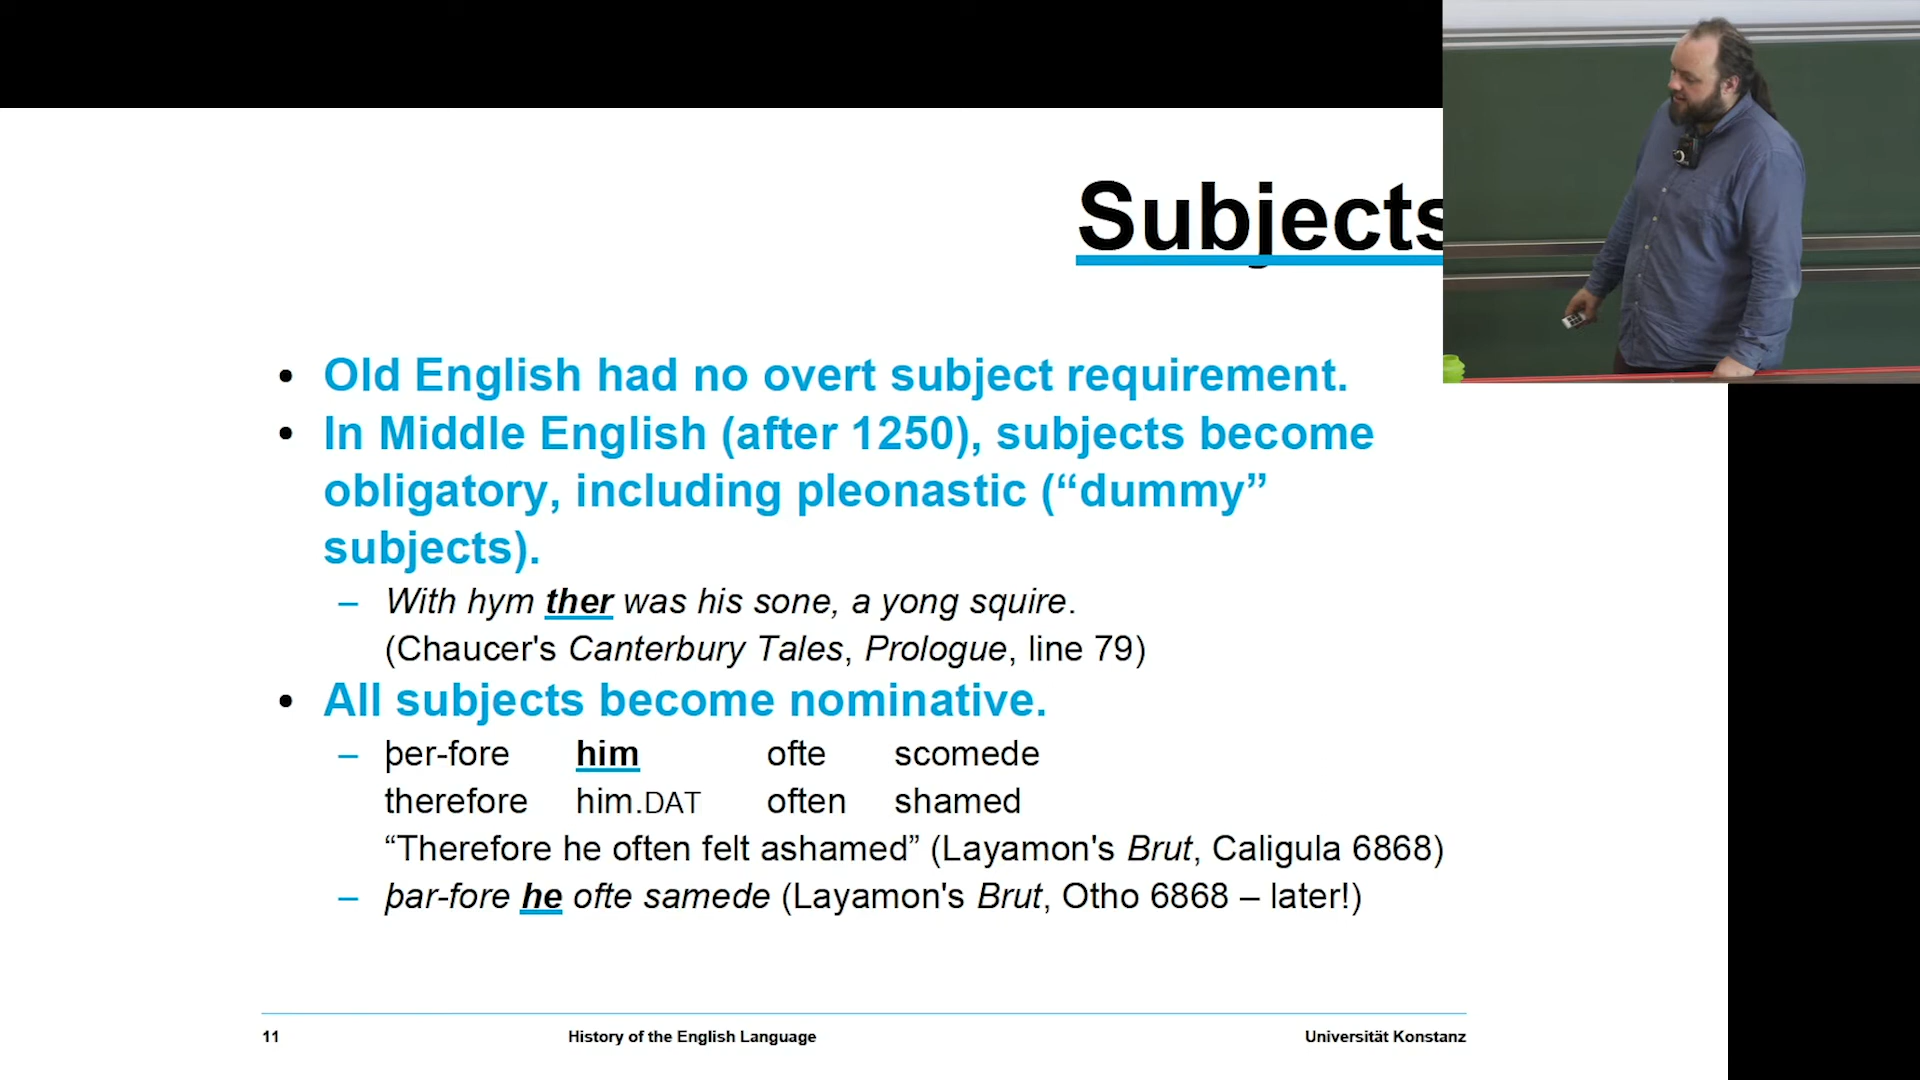 Subjects
• Old English had no overt subject requirement.
• In Middle English (after 1250), subjects become
obligatory, including pleonastic (“dummy”
subjects).
– With hym ther was his sone, a yong squire.
(Chaucer's Canterbury Tales, Prologue, line 79)
• All subjects become nominative.
– þer-fore him ofte scomede
therefore him.DAT often shamed
“Therefore he often felt ashamed” (Layamon's Brut, Caligula 6868)
– þar-fore he ofte samede (Layamon's Brut, Otho 6868 – later!)
11 History of the English Language Universität Konstanz